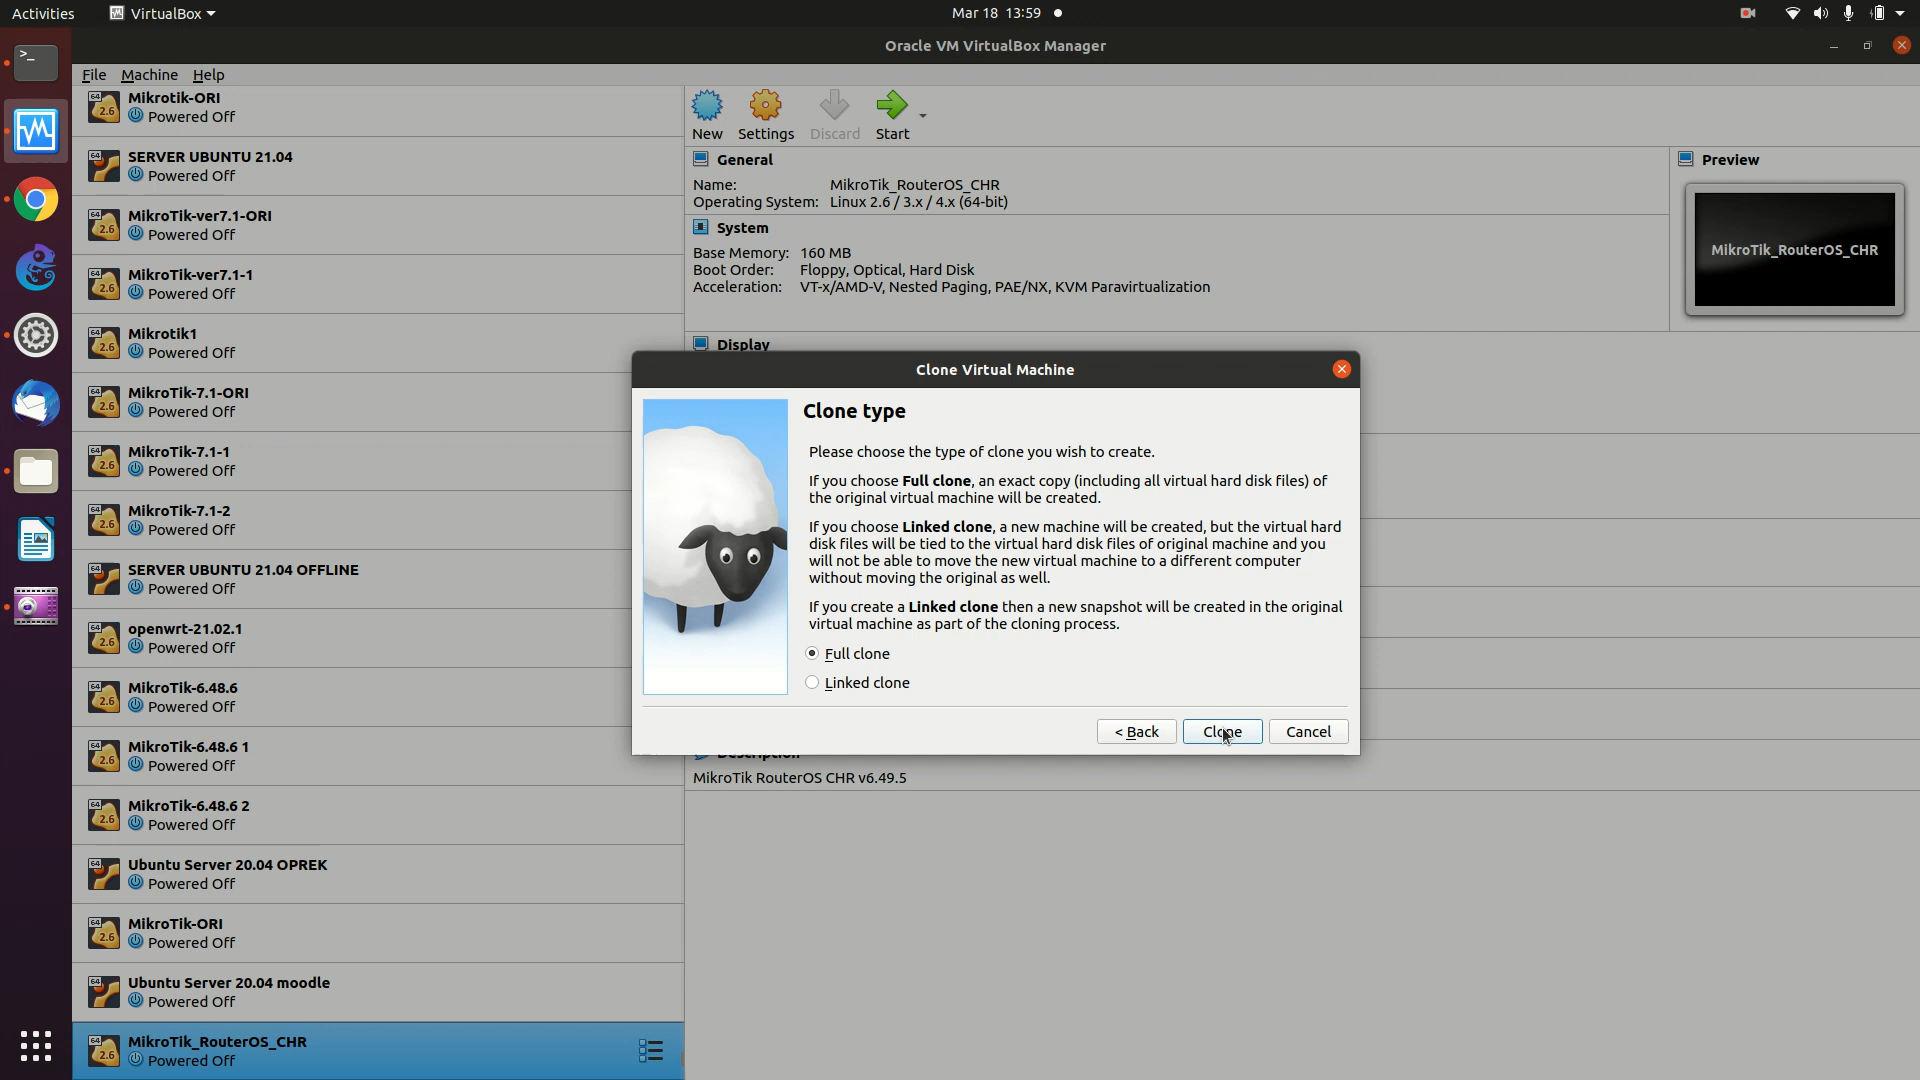 Activities
VirtualBox
Mar 18 13:59
Oracle VM VirtualBox Manager
File Machine Help
Mikrotik-ORI
Powered Off
SERVER UBUNTU 21.04
Powered Off
MikroTik-ver7.1-ORI
Powered Off
MikroTik-ver7.1-1
Powered Off
Mikrotik1
Powered Off
MikroTik-7.1-ORI
Powered Off
MikroTik-7.1-1
Powered Off
MikroTik-7.1-2
Powered Off
SERVER UBUNTU 21.04 OFFLINE
Powered Off
openwrt-21.02.1
Powered Off
MikroTik-6.48.6
Powered Off
MikroTik-6.48.6 1
Powered Off
MikroTik-6.48.6 2
Powered Off
Ubuntu Server 20.04 OPREK
Powered Off
MikroTik-ORI
Powered Off
Ubuntu Server 20.04 moodle
Powered Off
MikroTik_RouterOS_CHR
Powered Off
New Settings Discard Start
General
Name: MikroTik_RouterOS_CHR
Operating System: Linux 2.6 / 3.x / 4.x (64-bit)
System
Base Memory: 160 MB
Boot Order: Floppy, Optical, Hard Disk
Acceleration: VT-x/AMD-V, Nested Paging, PAE/NX, KVM Paravirtualization
Preview
MikroTik_RouterOS_CHR
Display
Clone Virtual Machine
Clone type
Please choose the type of clone you wish to create.
If you choose Full clone, an exact copy (including all virtual hard disk files) of
the original virtual machine will be created.
If you choose Linked clone, a new machine will be created, but the virtual hard
disk files will be tied to the virtual hard disk files of original machine and you
will not be able to move the new virtual machine to a different computer
without moving the original as well.
If you create a Linked clone then a new snapshot will be created in the original
virtual machine as part of the cloning process.
Full clone
Linked clone
< Back Clone Cancel
Description
MikroTik RouterOS CHR v6.49.5